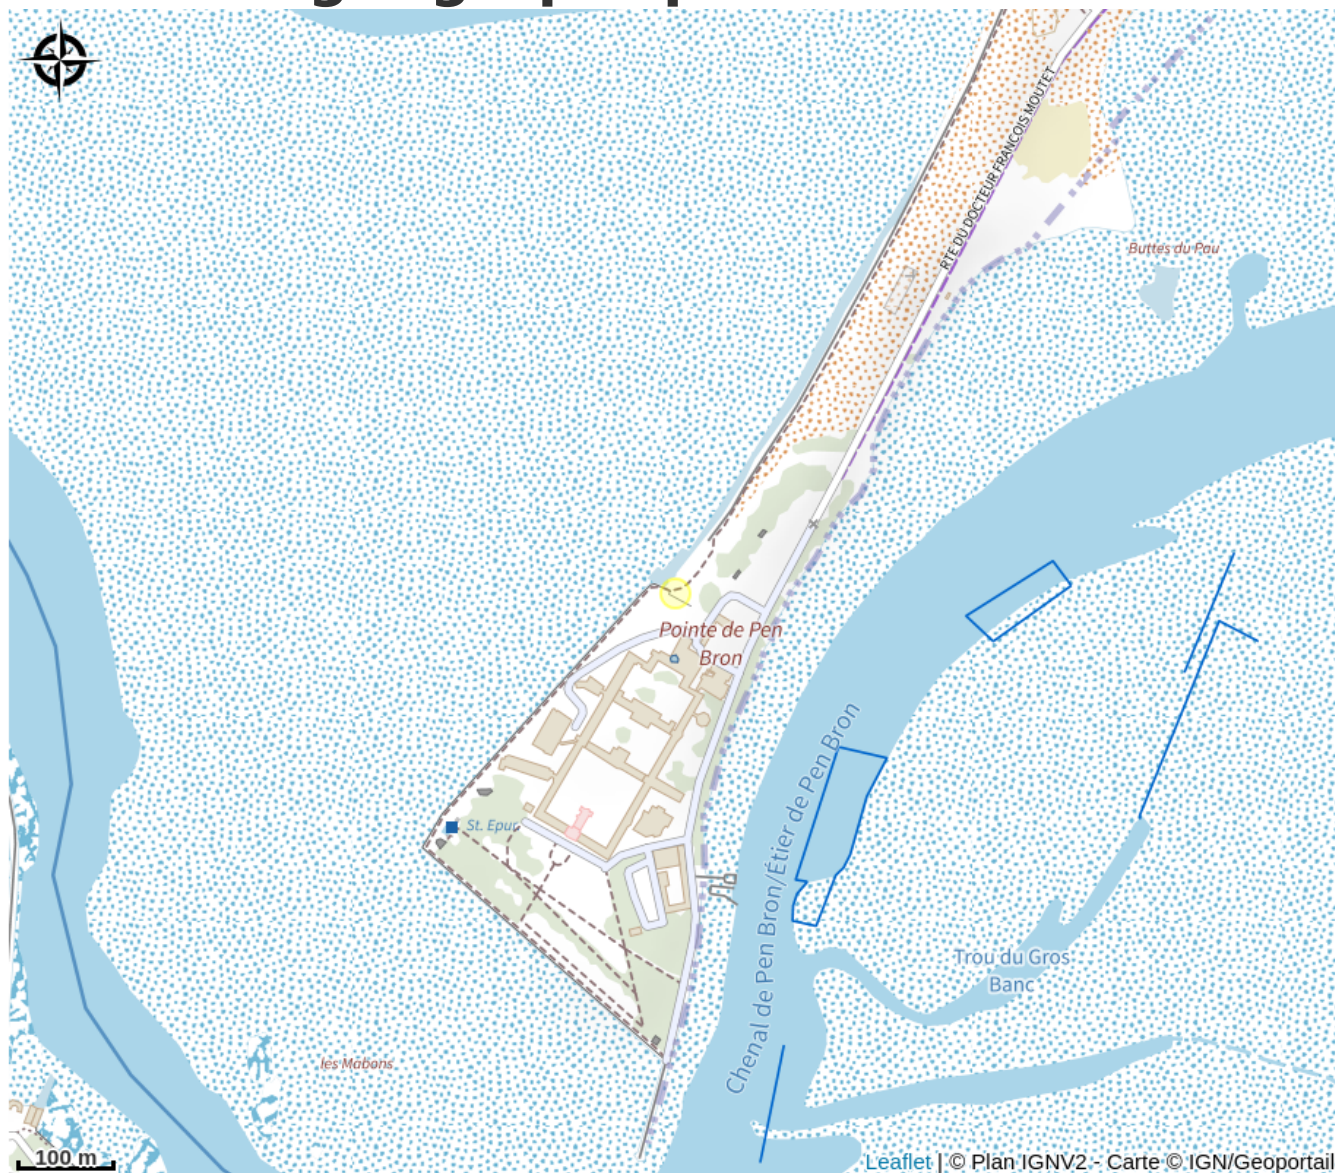 RTE DU DOCTEUR FRANCOIS MOUTET
Buttes du Pau
Pointe de Pen
Bron
St. Epur
Chenal de Pen Bron/Étier de Pen Bron
Trou du Gros
Banc
les Mabons
100 m
Leaflet | © Plan IGNV2 - Carte © IGN/Geoportail